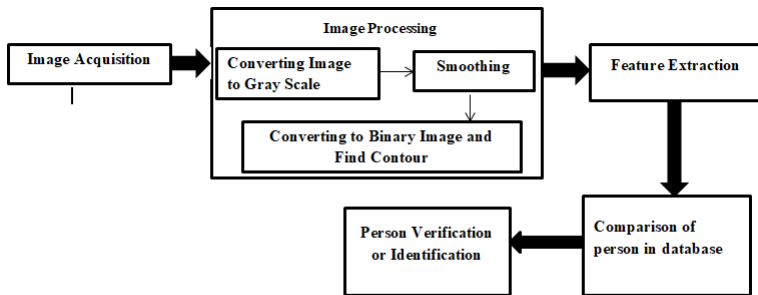 Image Processing
Image Acquisition
Converting Image
to Gray Scale
Smoothing
Converting to Binary Image and
Find Contour
Feature Extraction
Comparison of
person in database
Person Verification
or Identification